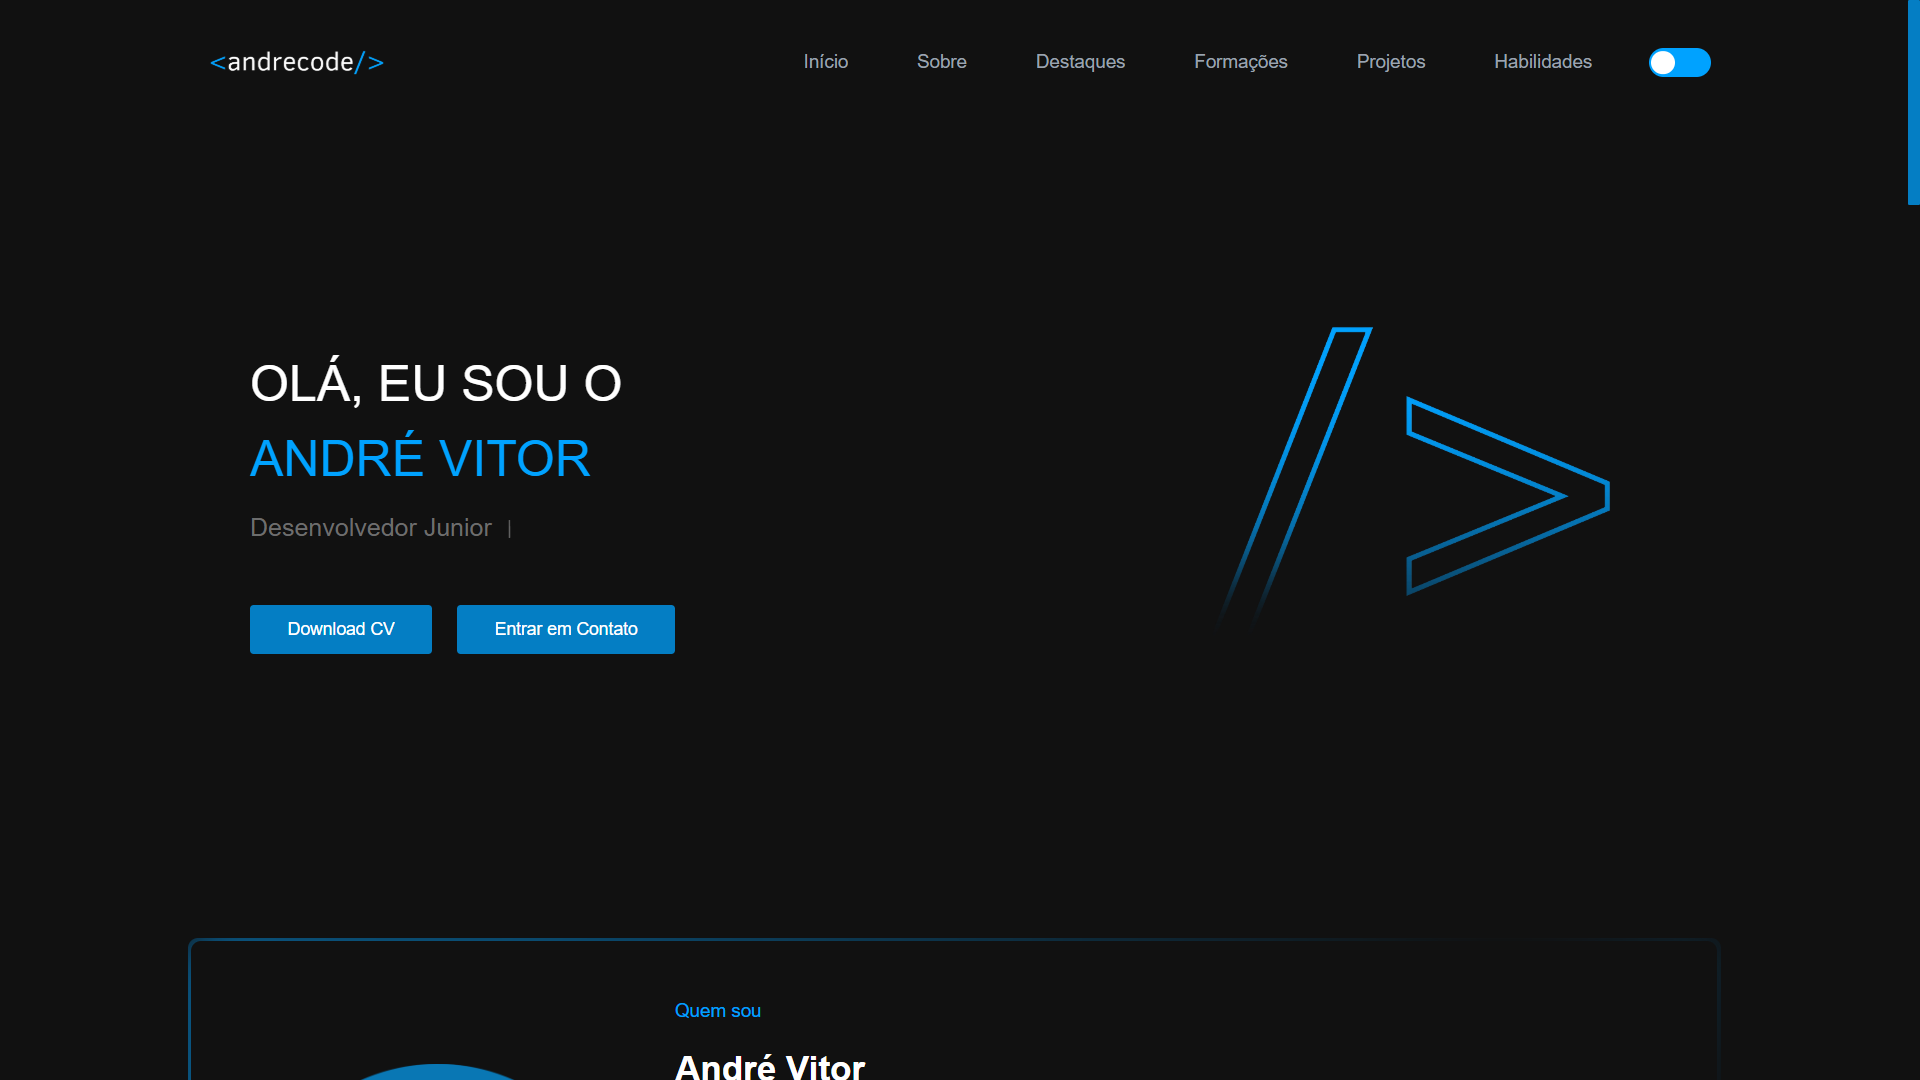 <andrecode/>
Início
Sobre
Destaques
Formações
Projetos
Habilidades
OLÁ, EU SOU O
ANDRÉ VITOR
Desenvolvedor Junior |
Download CV
Entrar em Contato
/>
Quem sou
André Vitor